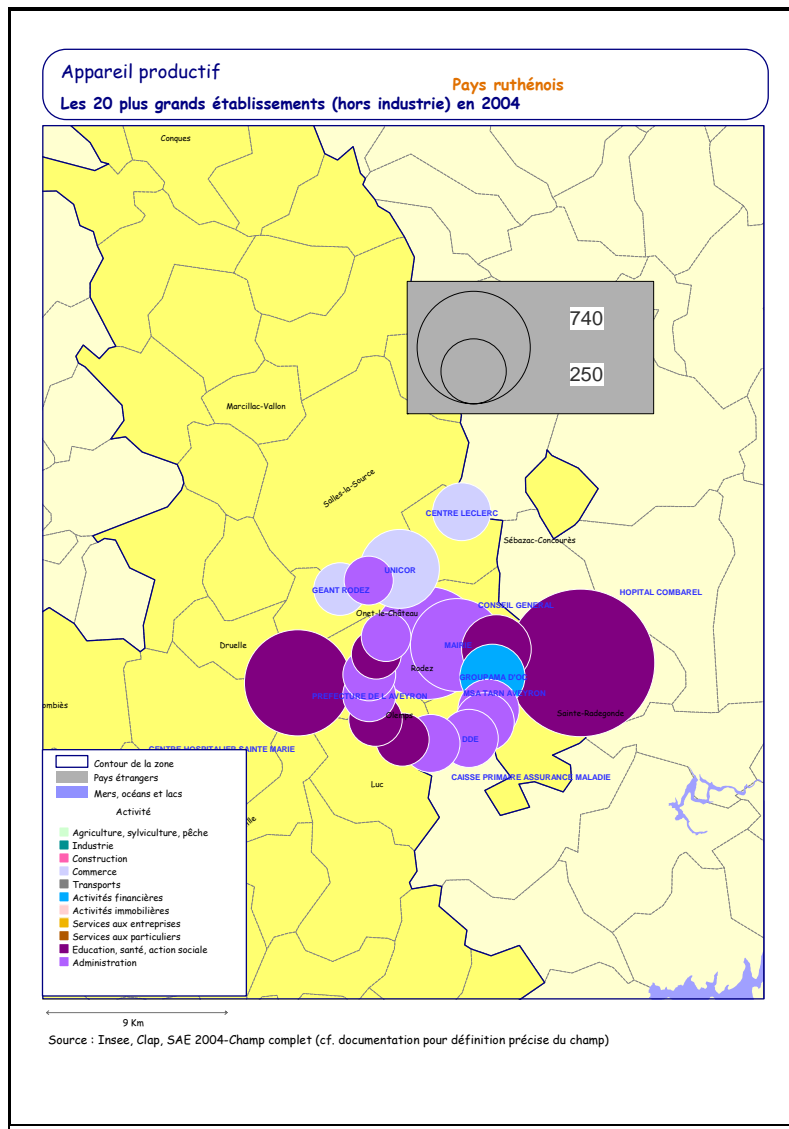 Appareil productif
Pays ruthénois
Les 20 plus grands établissements (hors industrie) en 2004
Conques
740
250
Marcillac-Vallon
Salles-la-Source
CENTRE LECLERC
Sébazac-Concourès
UNICOR
GEANT RODEZ
HOPITAL COMBAREL
CONSEIL GENERAL
Onet-le-Château
Druelle
MAIRIE
Rodez
GROUPAMA D'OC
PREFECTURE DE L'AVEYRON
MSA TARN AVEYRON
ombiès
Olemps
Sainte-Radegonde
DDE
CENTRE HOSPITALIER SAINTE MARIE
CAISSE PRIMAIRE ASSURANCE MALADIE
Luc
ille
Contour de la zone
Pays étrangers
Mers, océans et lacs
Activité
Agriculture, sylviculture, pêche
Industrie
Construction
Commerce
Transports
Activités financières
Activités immobilières
Services aux entreprises
Services aux particuliers
Education, santé, action sociale
Administration
9 Km
Source : Insee, Clap, SAE 2004-Champ complet (cf. documentation pour définition précise du champ)